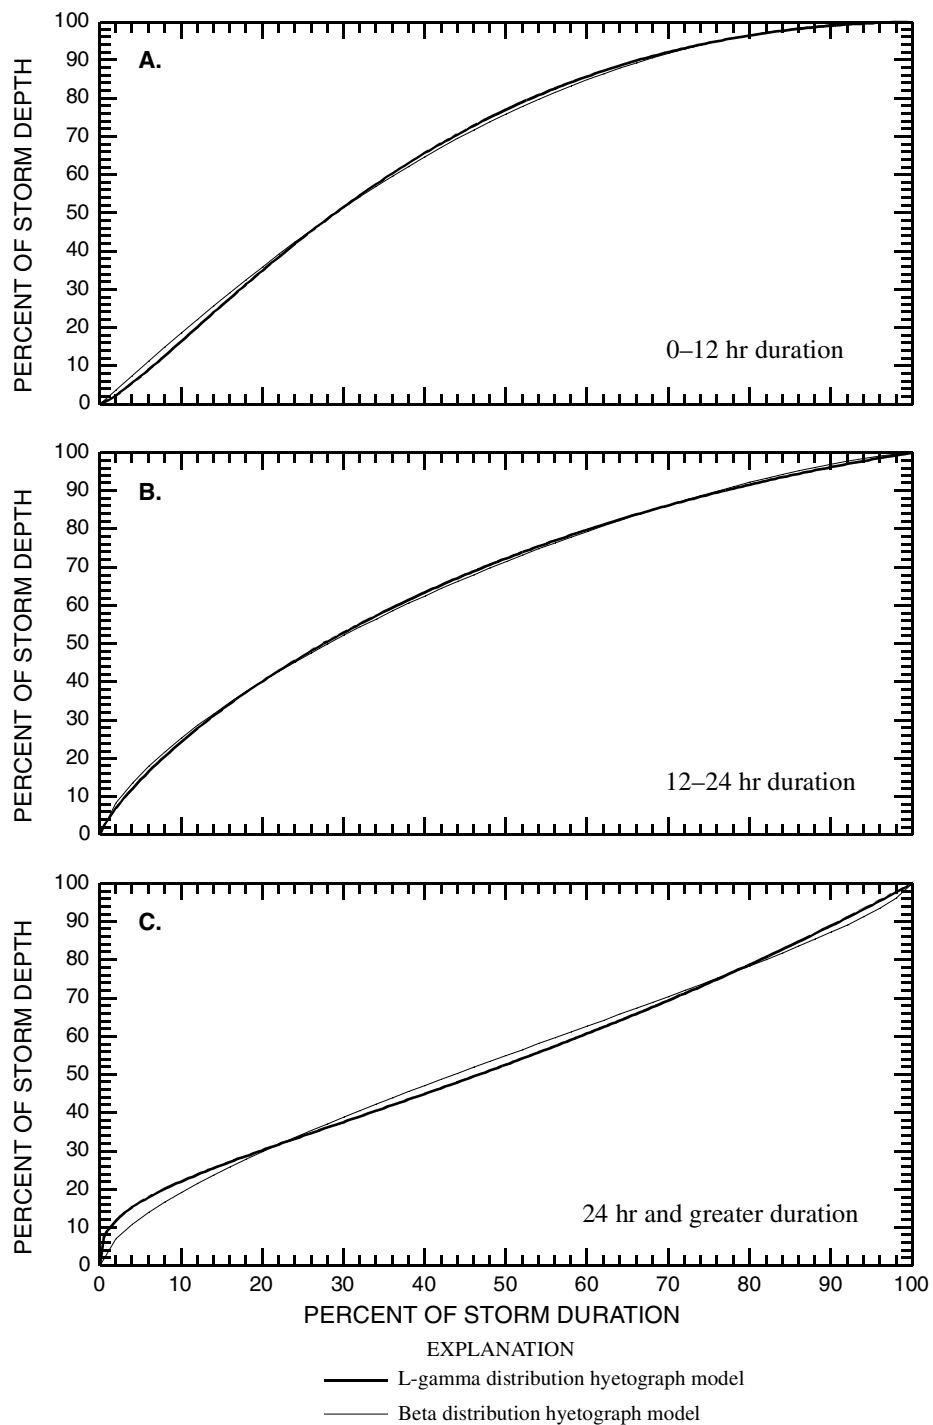 100
90
80
70
60
50
40
30
20
10
0
PERCENT OF STORM DEPTH
A.
0–12 hr duration
100
90
80
70
60
50
40
30
20
10
0
PERCENT OF STORM DEPTH
B.
12–24 hr duration
100
90
80
70
60
50
40
30
20
10
0
PERCENT OF STORM DEPTH
C.
24 hr and greater duration
0 10 20 30 40 50 60 70 80 90 100
PERCENT OF STORM DURATION
EXPLANATION
L-gamma distribution hyetograph model
Beta distribution hyetograph model